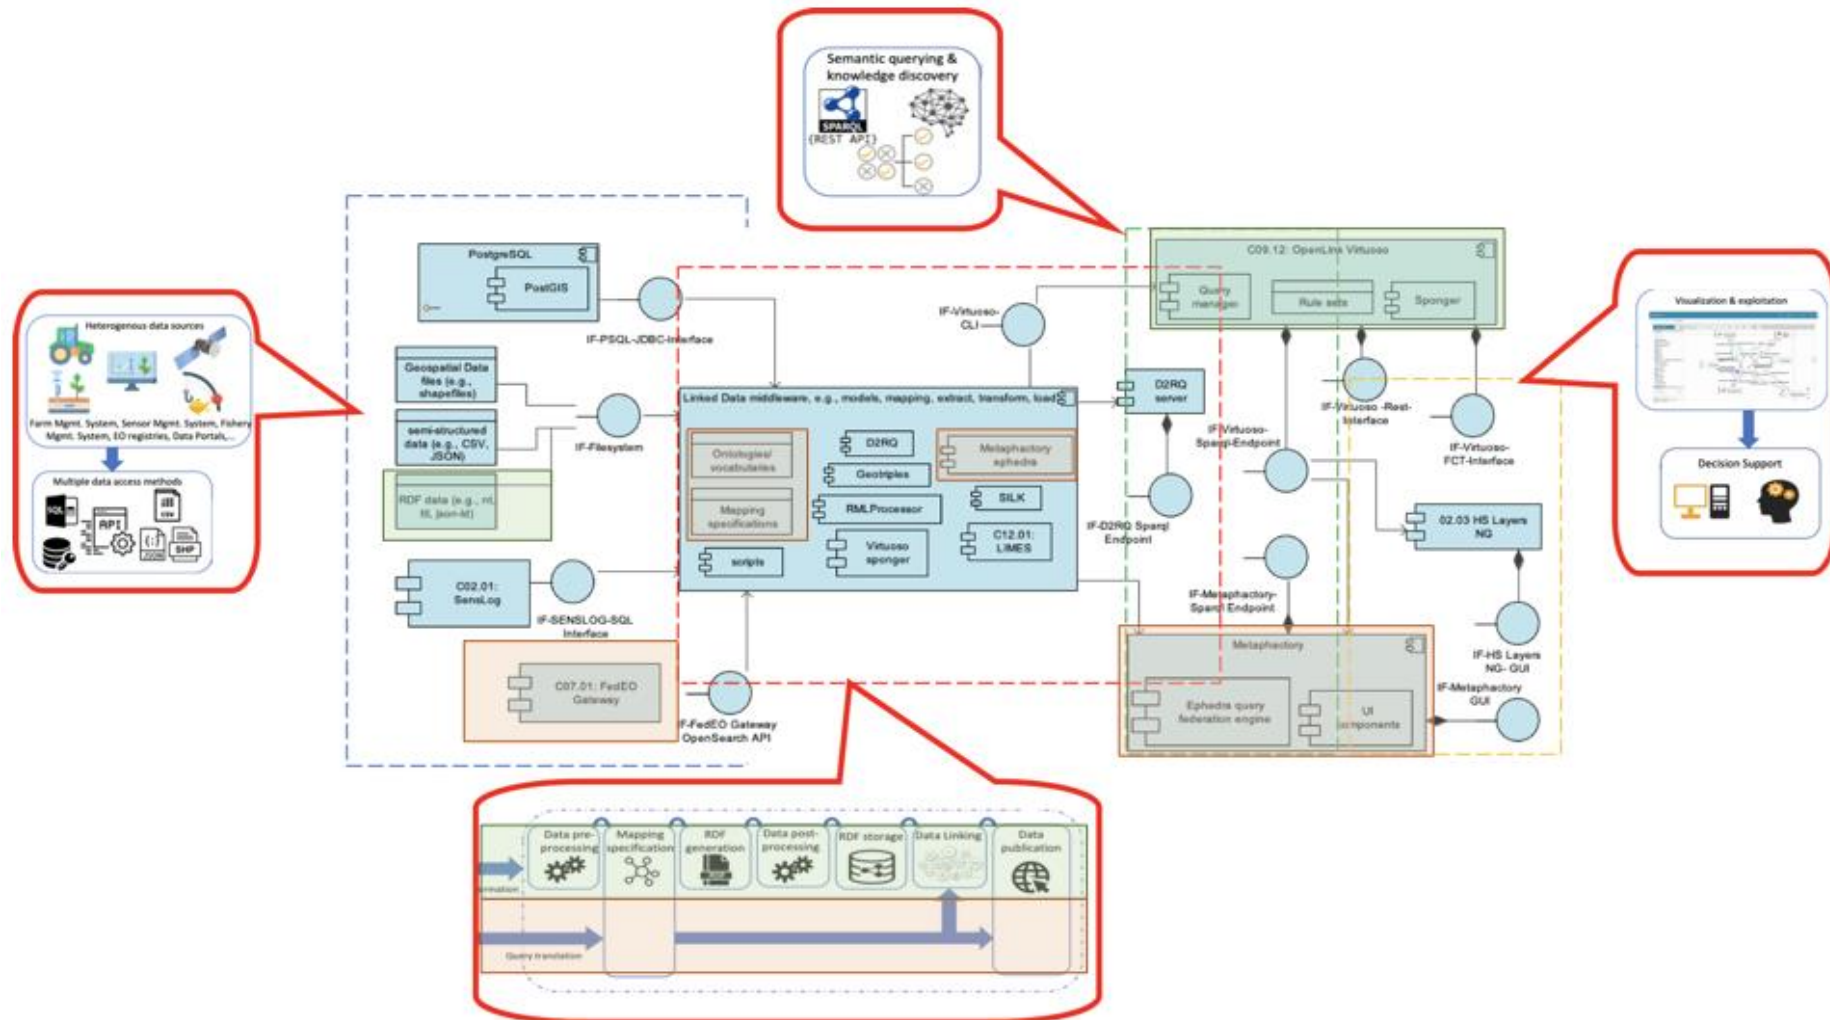 Semantic querying &
knowledge discovery
SPARQL
{REST API}
Heterogenous data sources
Farm Mgmt. System, Sensor Mgmt. System, Fishery
Mgmt. System, EO registries, Data Portals,...
Multiple data access methods
SQL
API
CSV
{:}
JSON
SHP
PostgreSQL
PostGIS
IF-PSQL-JDBC-Interface
Geospatial Data
files (e.g.,
shapefiles)
semi-structured
data (e.g., CSV,
JSON)
IF-Filesystem
RDF data (e.g., nt,
ttl, json-ld)
C02.01:
SensLog
IF-SENSLOG-SQL
Interface
C07.01: FedEO
Gateway
IF-FedEO Gateway
OpenSearch API
Linked Data middleware, e.g., models, mapping, extract, transform, load
Ontologies/
vocabuteries
Mapping
specifications
scripts
D2RQ
Geotriples
RMLProcessor
Virtuoso
sponger
Metaphactory
ephedra
SILK
C12.01:
LIMES
IF-Virtuoso-
CLI
C09.12: OpenLink Virtuoso
Query
manager
Rule sets
Sponger
D2RQ
server
IF-D2RQ Sparql
Endpoint
IF-Virtuoso-
Sparql-Endpoint
IF-Virtuoso -Rest-
Interface
IF-Virtuoso-
FCT-Interface
02.03 HS Layers
NG
IF-HS Layers
NG- GUI
IF-Metaphactory-
Sparql Endpoint
Metaphactory
Ephedra query
federation engine
UI
components
IF-Metaphactory
GUI
Visualization & exploitation
Decision Support
Data pre-
processing
Mapping
specification
RDF
generation
Data post-
processing
RDF storage
Data Linking
Data
publication
Query translation